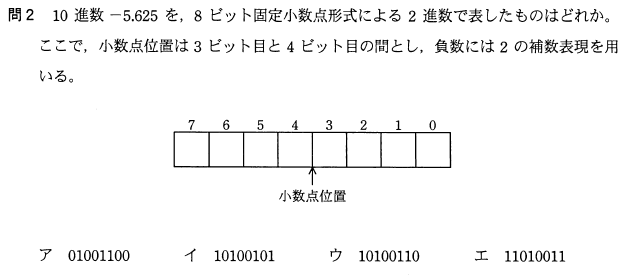 問2 10 進数 −5.625 を，8 ビット固定小数点形式による 2 進数で表したものはどれか。
ここで，小数点位置は 3 ビット目と 4 ビット目の間とし，負数には 2 の補数表現を用
いる。
7 6 5 4 3 2 1 0
小数点位置
ア 01001100 イ 10100101 ウ 10100110 エ 11010011